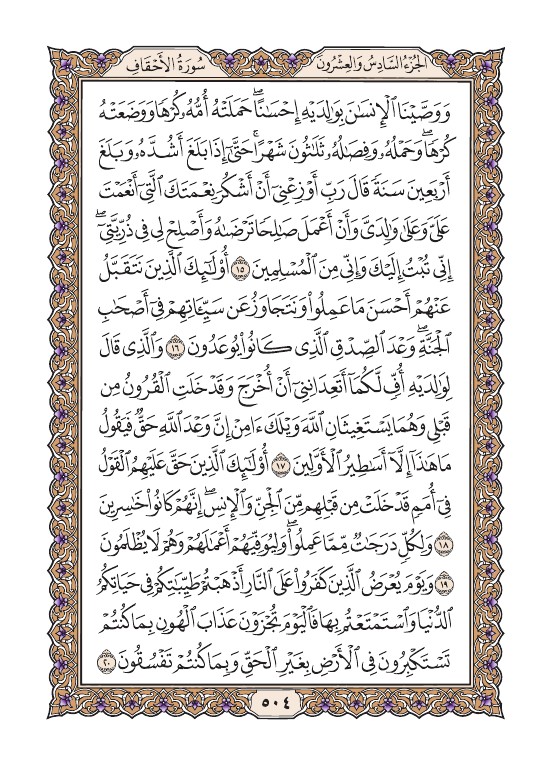 الجزء السادس والعشرون
سورة الأحقاف
وَوَصَّيْنَا ٱلْإِنسَٰنَ بِوَٰلِدَيْهِ إِحْسَٰنًاۖ حَمَلَتْهُ أُمُّهُۥ كُرْهًا وَوَضَعَتْهُ
كُرْهًاۖ وَحَمْلُهُۥ وَفِصَٰلُهُۥ ثَلَٰثُونَ شَهْرًاۚ حَتَّىٰٓ إِذَا بَلَغَ أَشُدَّهُۥ وَبَلَغَ
أَرْبَعِينَ سَنَةً قَالَ رَبِّ أَوْزِعْنِىٓ أَنْ أَشْكُرَ نِعْمَتَكَ ٱلَّتِىٓ أَنْعَمْتَ
عَلَىَّ وَعَلَىٰ وَٰلِدَىَّ وَأَنْ أَعْمَلَ صَٰلِحًا تَرْضَىٰهُ وَأَصْلِحْ لِى فِى ذُرِّيَّتِىٓۖ
إِنِّى تُبْتُ إِلَيْكَ وَإِنِّى مِنَ ٱلْمُسْلِمِينَ ١٥ أُو۟لَٰٓئِكَ ٱلَّذِينَ نَتَقَبَّلُ
عَنْهُمْ أَحْسَنَ مَا عَمِلُوا۟ وَنَتَجَاوَزُ عَن سَيِّـَٔاتِهِمْ فِىٓ أَصْحَٰبِ
ٱلْجَنَّةِۖ وَعْدَ ٱلصِّدْقِ ٱلَّذِى كَانُوا۟ يُوعَدُونَ ١٦ وَٱلَّذِى قَالَ
لِوَٰلِدَيْهِ أُفٍّ لَّكُمَآ أَتَعِدَانِنِىٓ أَنْ أُخْرَجَ وَقَدْ خَلَتِ ٱلْقُرُونُ مِن
قَبْلِى وَهُمَا يَسْتَغِيثَانِ ٱللَّهَ وَيْلَكَ ءَامِنْ إِنَّ وَعْدَ ٱللَّهِ حَقٌّ فَيَقُولُ
مَا هَٰذَآ إِلَّآ أَسَٰطِيرُ ٱلْأَوَّلِينَ ١٧ أُو۟لَٰٓئِكَ ٱلَّذِينَ حَقَّ عَلَيْهِمُ ٱلْقَوْلُ
فِىٓ أُمَمٍ قَدْ خَلَتْ مِن قَبْلِهِم مِّنَ ٱلْجِنِّ وَٱلْإِنسِۖ إِنَّهُمْ كَانُوا۟ خَٰسِرِينَ
١٨ وَلِكُلٍّ دَرَجَٰتٌ مِّمَّا عَمِلُوا۟ۖ وَلِيُوَفِّيَهُمْ أَعْمَٰلَهُمْ وَهُمْ لَا يُظْلَمُونَ
١٩ وَيَوْمَ يُعْرَضُ ٱلَّذِينَ كَفَرُوا۟ عَلَى ٱلنَّارِ أَذْهَبْتُمْ طَيِّبَٰتِكُمْ فِى حَيَاتِكُمُ
ٱلدُّنْيَا وَٱسْتَمْتَعْتُم بِهَا فَٱلْيَوْمَ تُجْزَوْنَ عَذَابَ ٱلْهُونِ بِمَا كُنتُمْ
تَسْتَكْبِرُونَ فِى ٱلْأَرْضِ بِغَيْرِ ٱلْحَقِّ وَبِمَا كُنتُمْ تَفْسُقُونَ ٢٠
٥٠٤